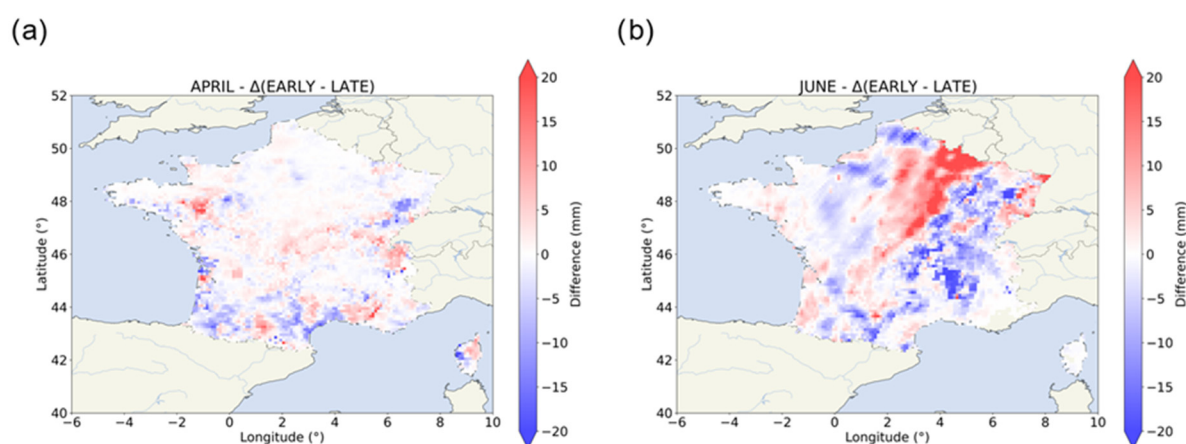 (a)
(b)
APRIL - Δ(EARLY - LATE)
JUNE - Δ(EARLY - LATE)
52
50
48
46
44
42
40
Latitude (°)
−6 −4 −2 0 2 4 6 8 10
Longitude (°)
20
15
10
5
0
−5
−10
−15
−20
Difference (mm)
52
50
48
46
44
42
40
Latitude (°)
−6 −4 −2 0 2 4 6 8 10
Longitude (°)
20
15
10
5
0
−5
−10
−15
−20
Difference (mm)